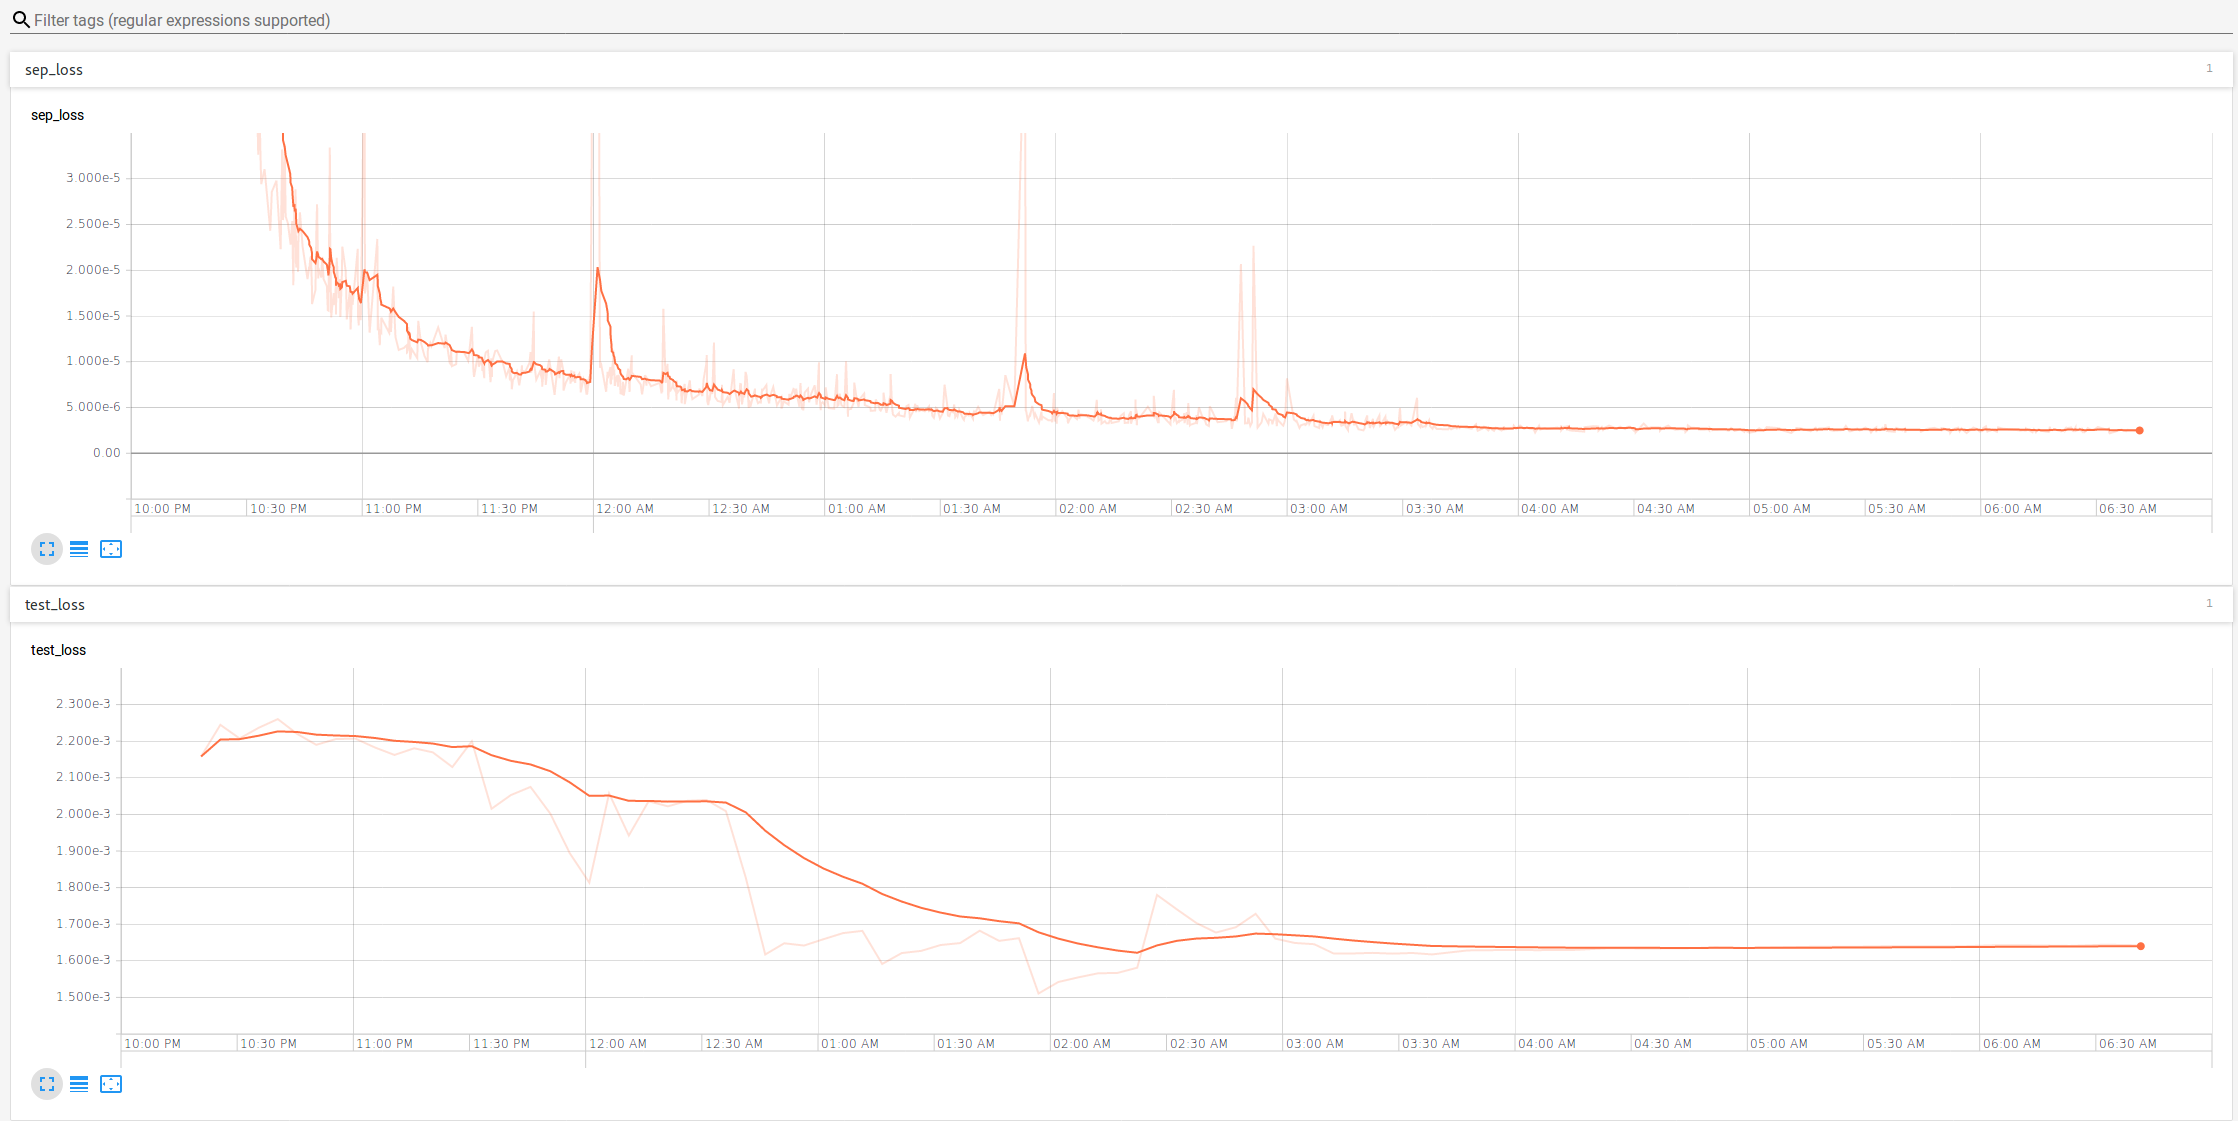 Filter tags (regular expressions supported)
sep_loss
1
sep_loss
3.000e-5
2.500e-5
2.000e-5
1.500e-5
1.000e-5
5.000e-6
0.00
10:00 PM 10:30 PM 11:00 PM 11:30 PM 12:00 AM 12:30 AM 01:00 AM 01:30 AM 02:00 AM 02:30 AM 03:00 AM 03:30 AM 04:00 AM 04:30 AM 05:00 AM 05:30 AM 06:00 AM 06:30 AM
test_loss
1
test_loss
2.300e-3
2.200e-3
2.100e-3
2.000e-3
1.900e-3
1.800e-3
1.700e-3
1.600e-3
1.500e-3
10:00 PM 10:30 PM 11:00 PM 11:30 PM 12:00 AM 12:30 AM 01:00 AM 01:30 AM 02:00 AM 02:30 AM 03:00 AM 03:30 AM 04:00 AM 04:30 AM 05:00 AM 05:30 AM 06:00 AM 06:30 AM